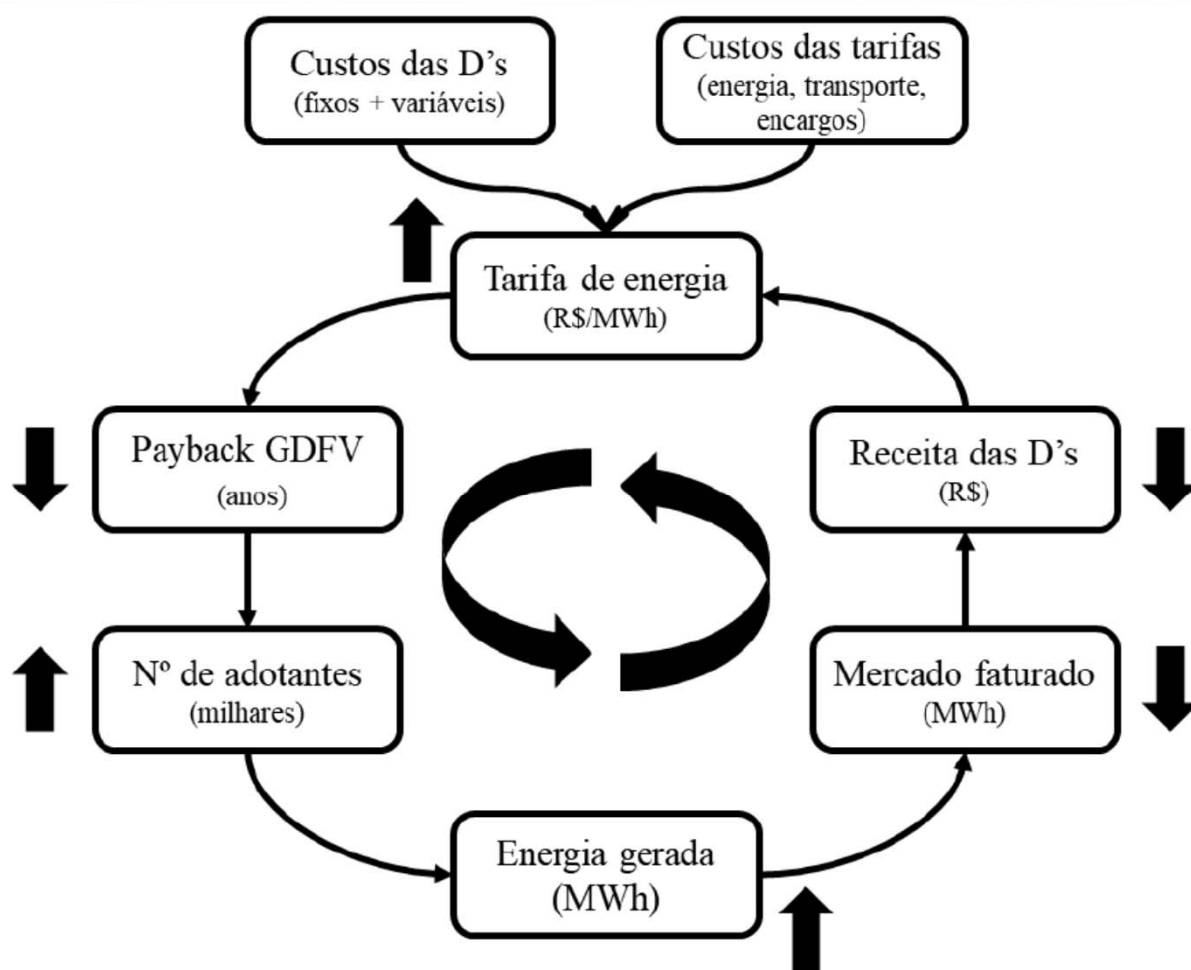 Custos das D’s
(fixos + variáveis)
Custos das tarifas
(energia, transporte,
encargos)
Tarifa de energia
(R$/MWh)
Payback GDFV
(anos)
Receita das D’s
(R$)
Nº de adotantes
(milhares)
Mercado faturado
(MWh)
Energia gerada
(MWh)